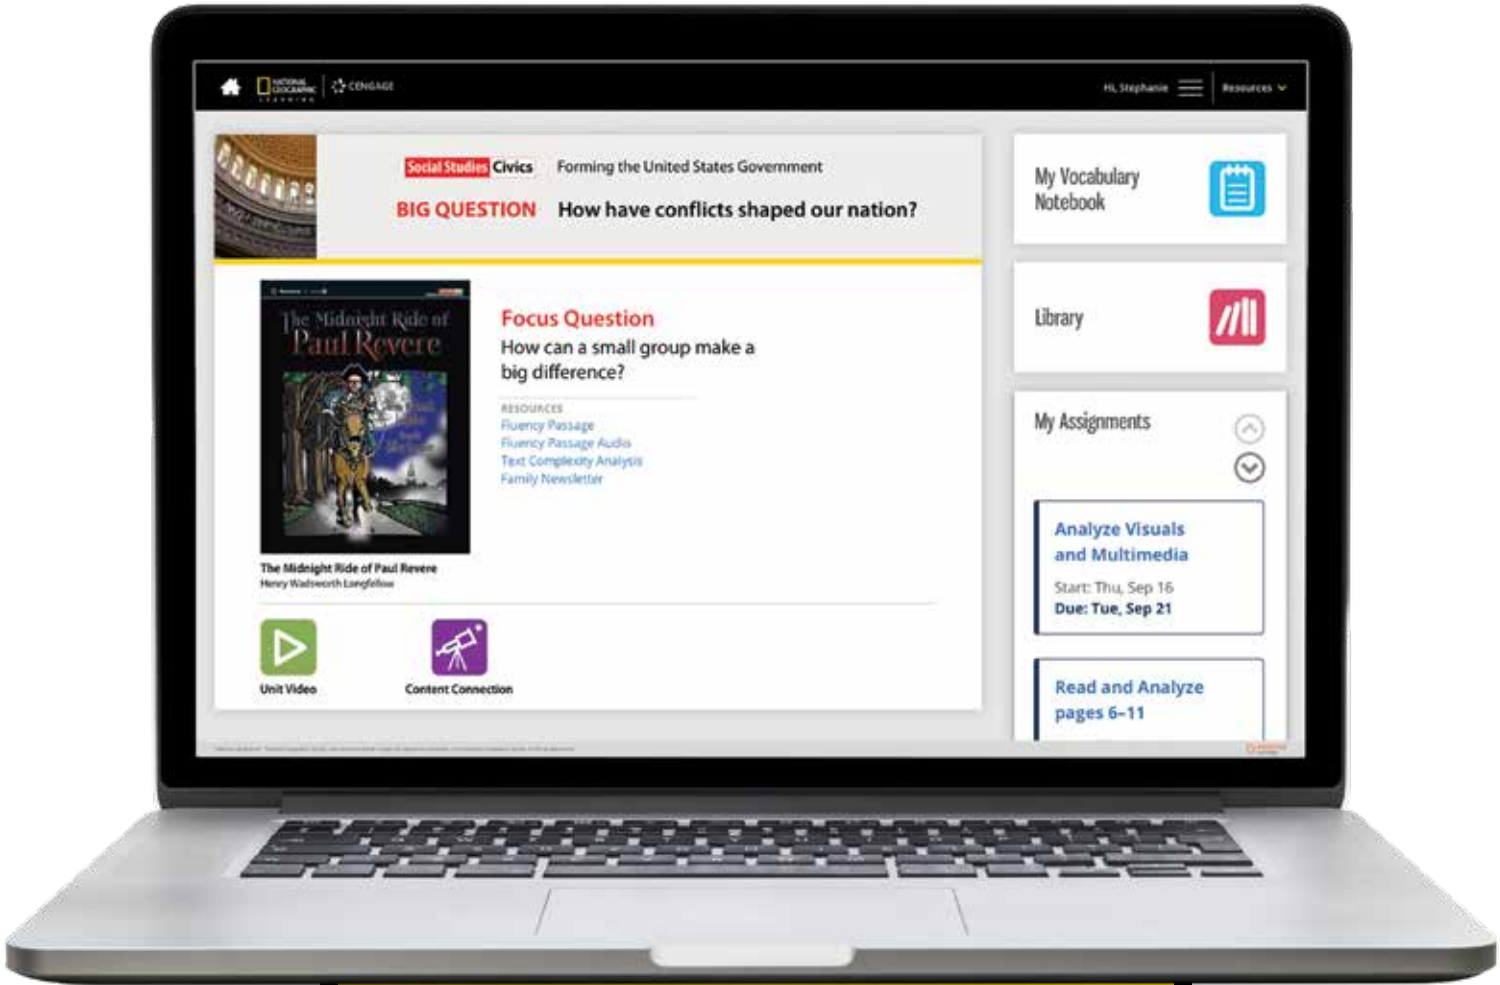 NATIONAL
GEOGRAPHIC
LEARNING
CENGAGE
Hi, Stephanie
Resources
Social Studies Civics Forming the United States Government
BIG QUESTION How have conflicts shaped our nation?
The Midnight Ride of
Paul Revere
Focus Question
How can a small group make a
big difference?
RESOURCES
Fluency Passage
Fluency Passage Audio
Text Complexity Analysis
Family Newsletter
The Midnight Ride of Paul Revere
Henry Wadsworth Longfellow
Unit Video
Content Connection
My Vocabulary
Notebook
Library
My Assignments
Analyze Visuals
and Multimedia
Start: Thu, Sep 16
Due: Tue, Sep 21
Read and Analyze
pages 6–11